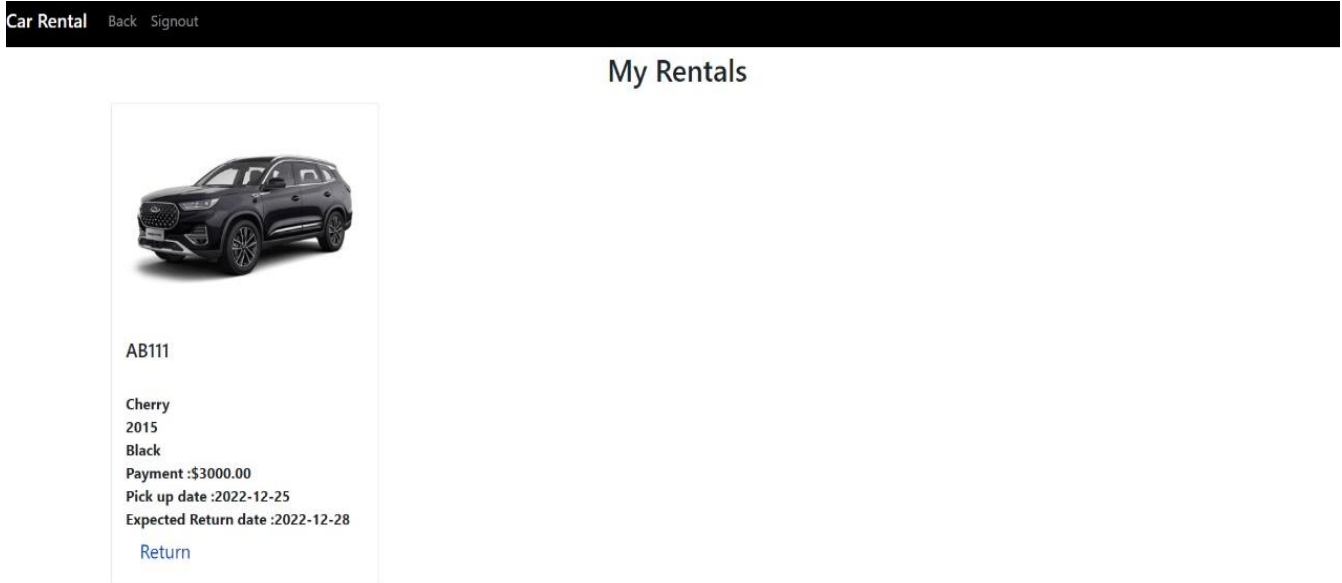 Car Rental Back Signout
My Rentals
AB111
Cherry
2015
Black
Payment :$3000.00
Pick up date :2022-12-25
Expected Return date :2022-12-28
Return